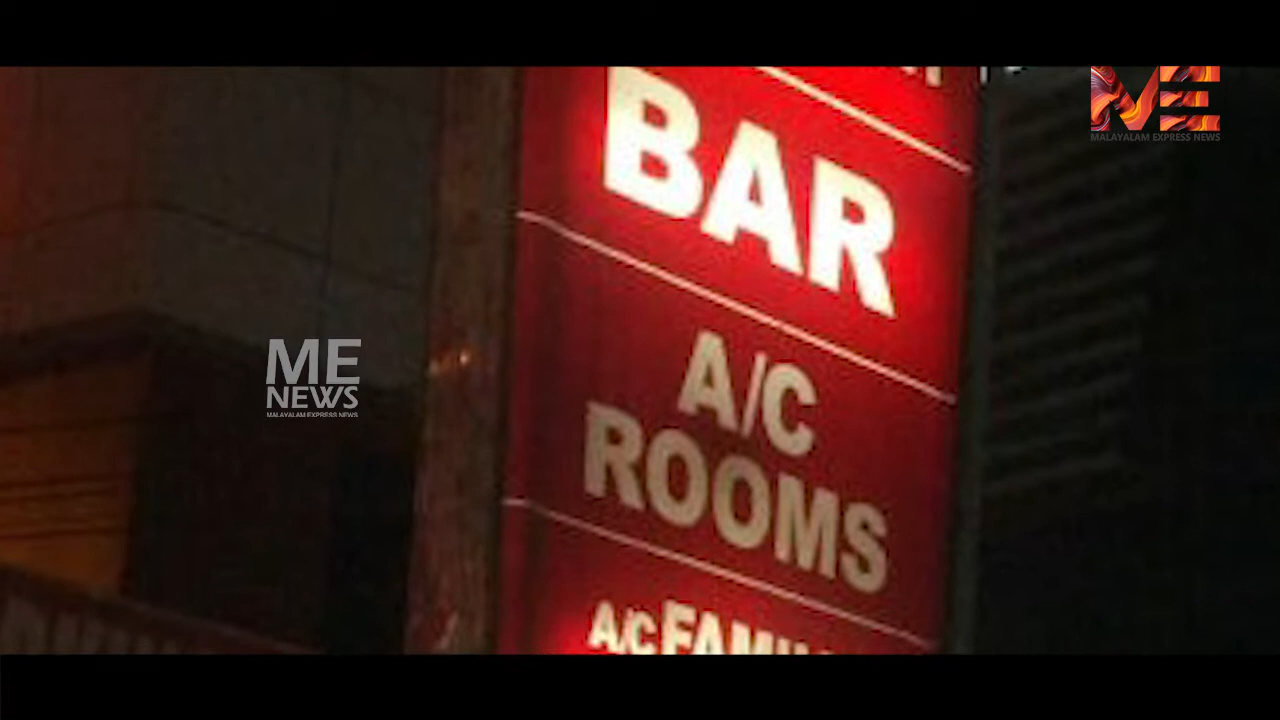 ME
MALAYALAM EXPRESS NEWS
BAR
A/C
ROOMS
ME
NEWS
MALAYALAM EXPRESS NEWS
A/C